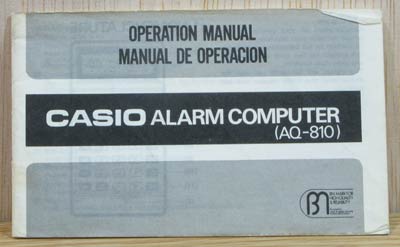 OPERATION MANUAL
MANUAL DE OPERACION
CASIO ALARM COMPUTER
(AQ-810)